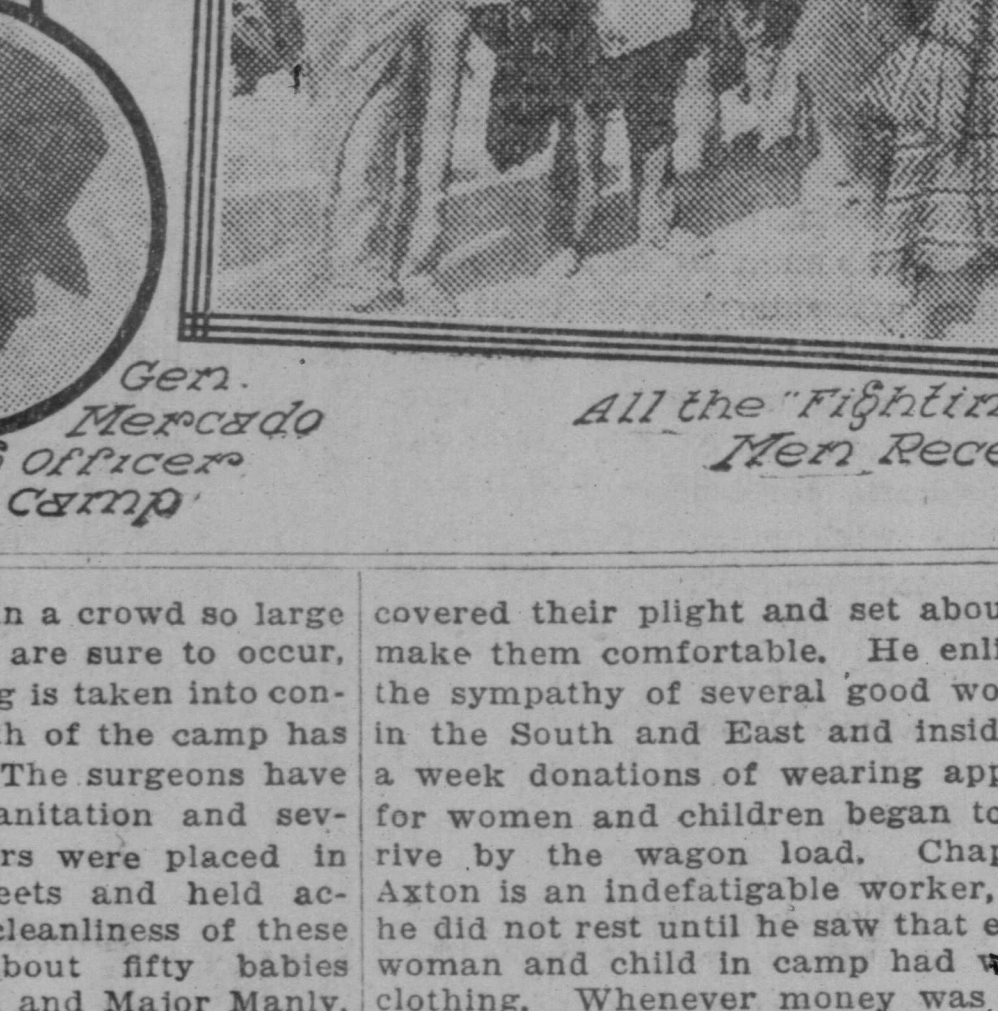 Gen.
Mercado
Officer
Camp
All the "Fightin
Men Rece
n a crowd so large
are sure to occur,
g is taken into con-
th of the camp has
The surgeons have
anitation and sev-
rs were placed in
eets and held ac-
cleanliness of these
bout fifty babies
and Major Manly.
covered their plight and set abou
make them comfortable. He enli
the sympathy of several good wo
in the South and East and insid
a week donations of wearing app
for women and children began to
rive by the wagon load. Chap
Axton is an indefatigable worker,
he did not rest until he saw that e
woman and child in camp had
clothing. Whenever money was